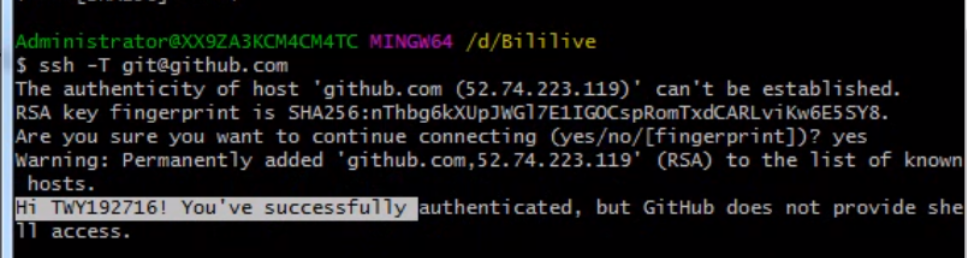 Administrator@XX9ZA3KCM4CM4TC MINGW64 /d/Bililive
$ ssh -T git@github.com
The authenticity of host 'github.com (52.74.223.119)' can't be established.
RSA key fingerprint is SHA256:nThbg6kXUpJWGl7E1IGOCspRomTxdCARLviKw6E5SY8.
Are you sure you want to continue connecting (yes/no/[fingerprint])? yes
Warning: Permanently added 'github.com,52.74.223.119' (RSA) to the list of known
 hosts.
Hi TWY192716! You've successfully authenticated, but GitHub does not provide she
ll access.